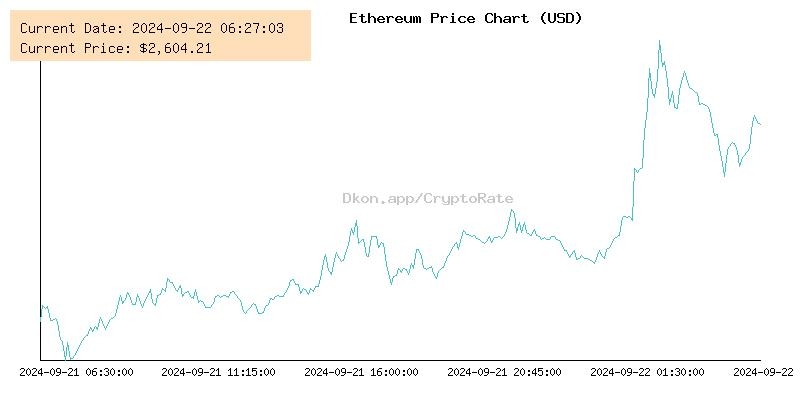 Ethereum Price Chart (USD)
Current Date: 2024-09-22 06:27:03
Current Price: $2,604.21
Dkon.app/CryptoRate
2024-09-21 06:30:00
2024-09-21 11:15:00
2024-09-21 16:00:00
2024-09-21 20:45:00
2024-09-22 01:30:00
2024-09-22